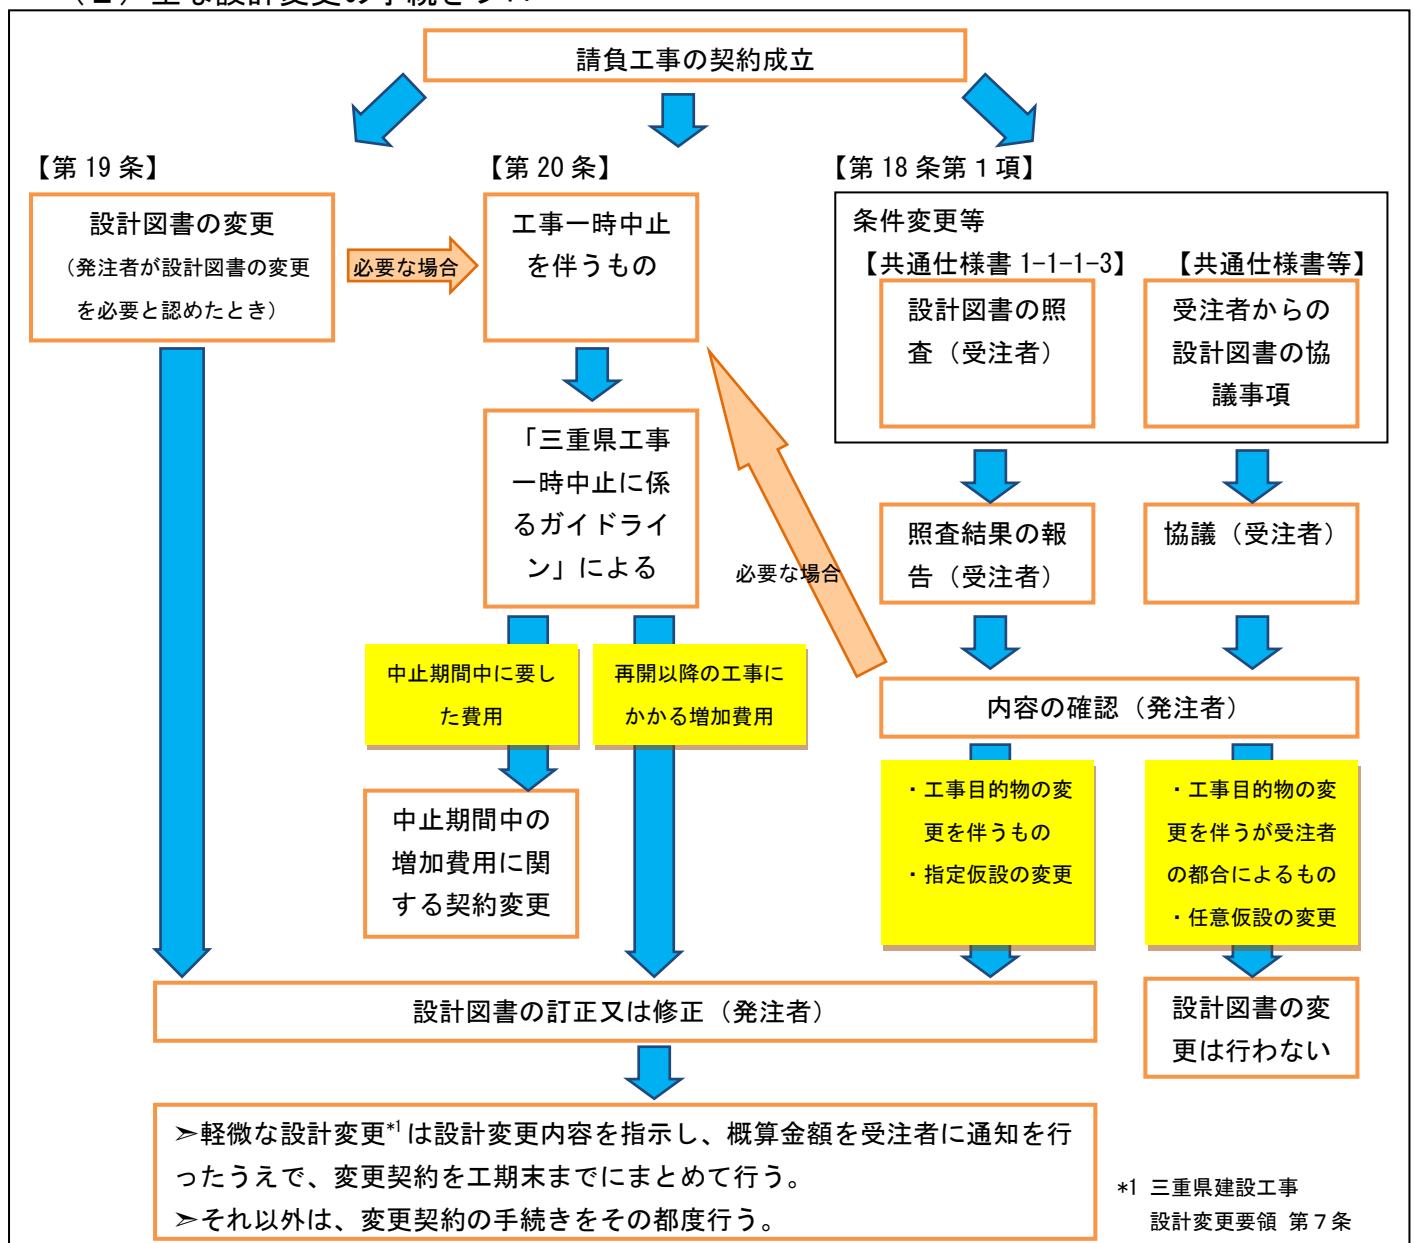 請負工事の契約成立
【第 19 条】
設計図書の変更
（発注者が設計図書の変更
を必要と認めたとき）
必要な場合
【第 20 条】
工事一時中止
を伴うもの
【第 18 条第 1 項】
条件変更等
【共通仕様書 1-1-1-3】
設計図書の照
査（受注者）
【共通仕様書等】
受注者からの
設計図書の協
議事項
「三重県工事
一時中止に係
るガイドライ
ン」による
必要な場合
照査結果の報
告（受注者）
協議（受注者）
中止期間中に要し
た費用
再開以降の工事に
かかる増加費用
内容の確認（発注者）
中止期間中の
増加費用に関
する契約変更
・工事目的物の変
更を伴うもの
・指定仮設の変更
・工事目的物の変
更を伴うが受注者
の都合によるもの
・任意仮設の変更
設計図書の訂正又は修正（発注者）
設計図書の変
更は行わない
➣軽微な設計変更*1 は設計変更内容を指示し、概算金額を受注者に通知を行
ったうえで、変更契約を工期末までにまとめて行う。
➣それ以外は、変更契約の手続きをその都度行う。
*1 三重県建設工事
設計変更要領 第７条